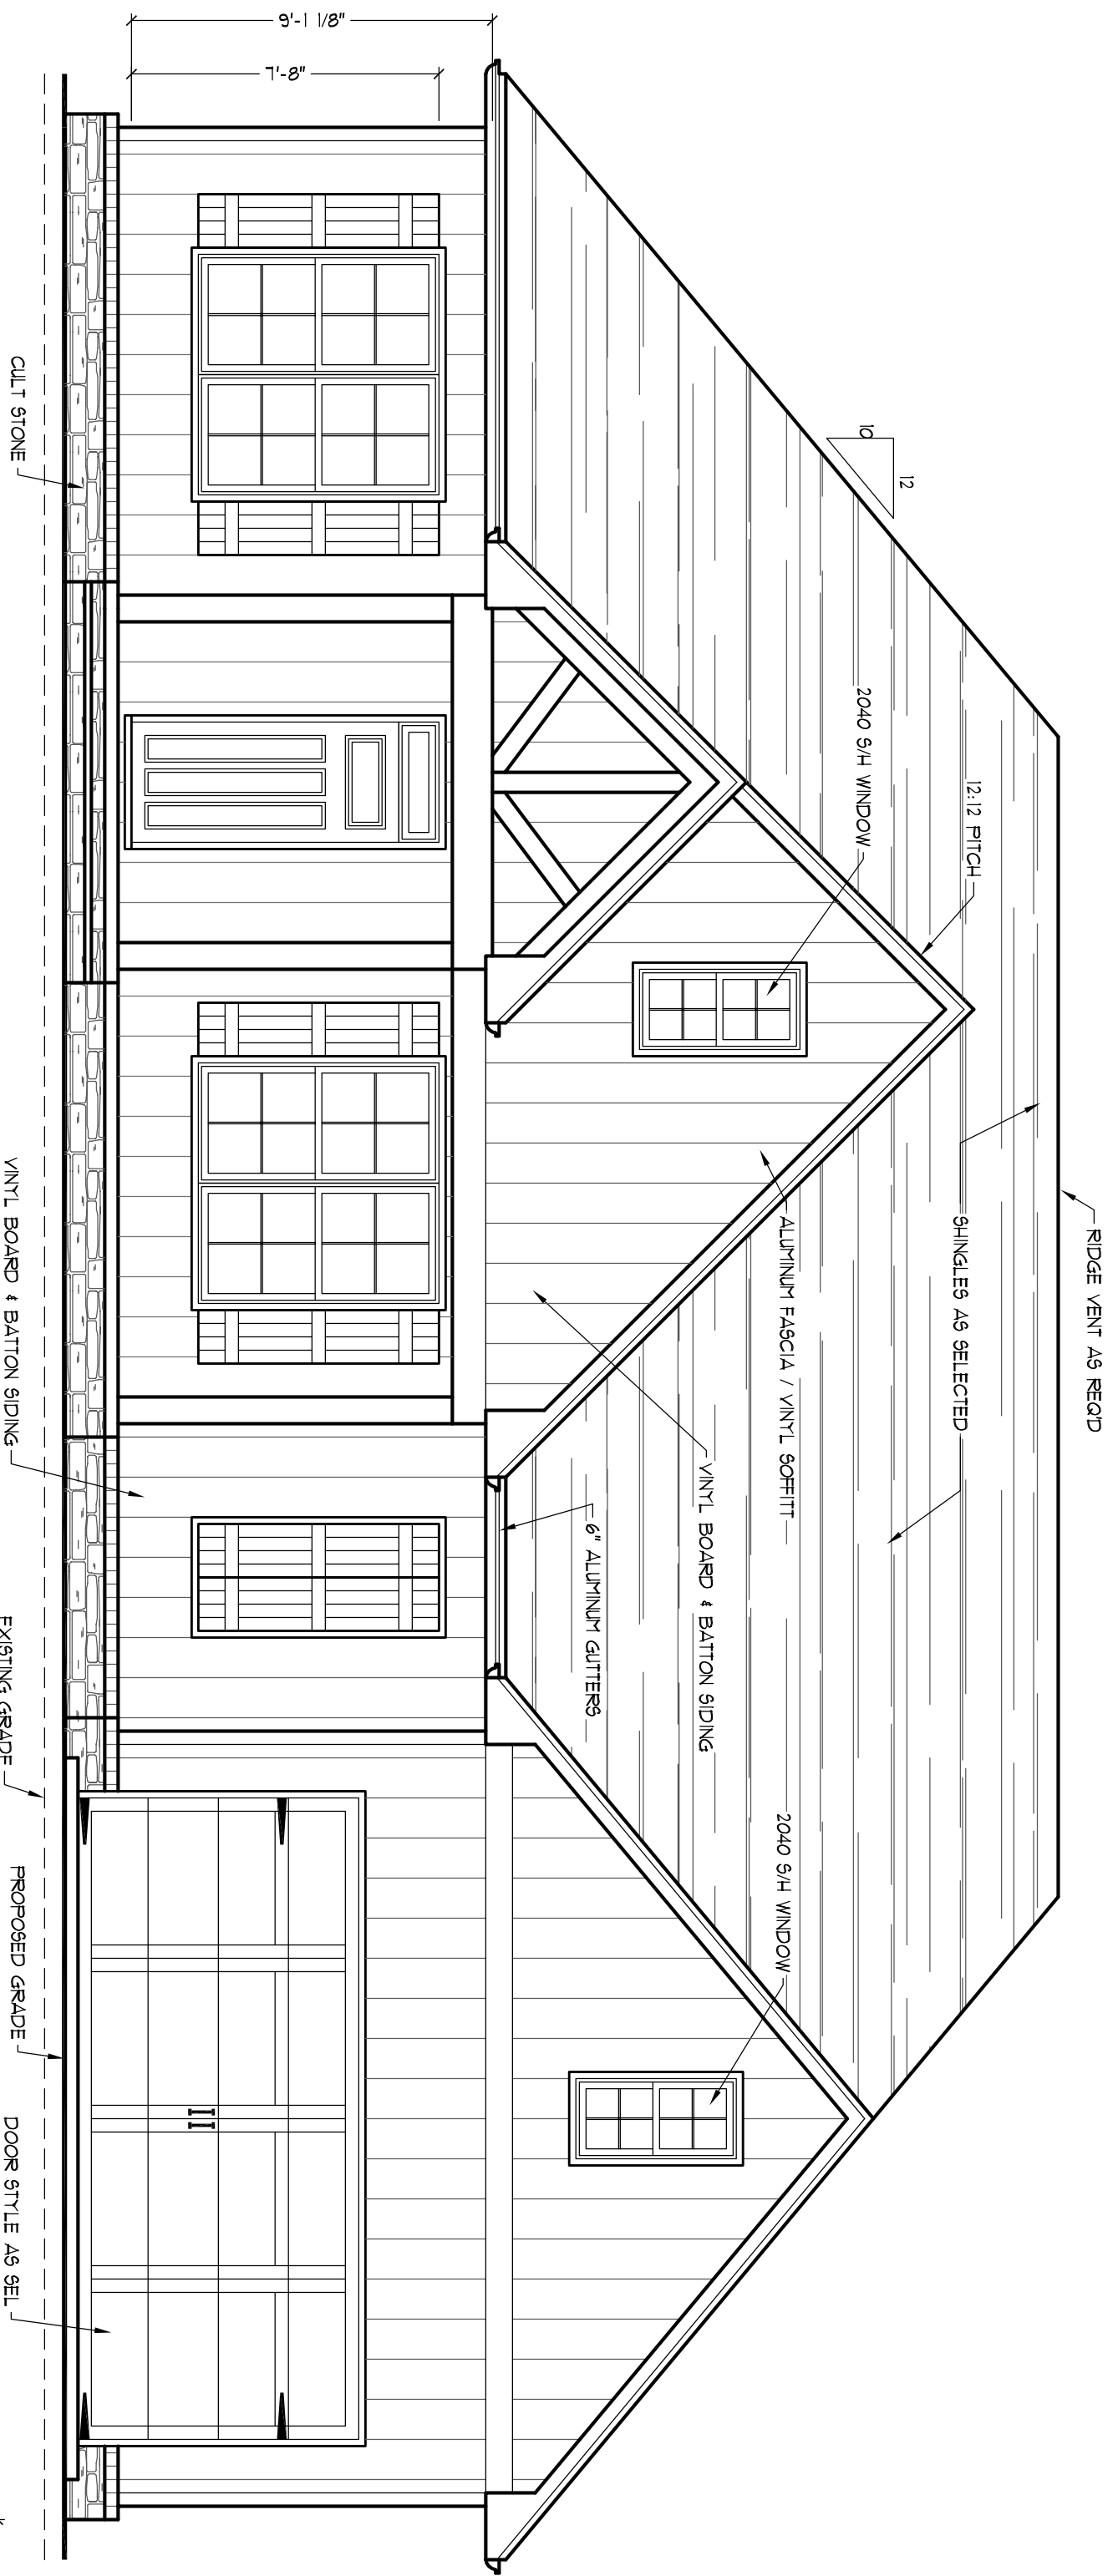 RIDGE VENT AS REQ'D
SHINGLES AS SELECTED
12:12 PITCH
12
10
2040 S/H WINDOW
2040 S/H WINDOW
ALUMINUM FASCIA / VINYL SOFFITT
VINYL BOARD & BATTON SIDING
6" ALUMINUM GUTTERS
9'-1 1/8"
7'-8"
CULT STONE
VINYL BOARD & BATTON SIDING
EXISTING GRADE
PROPOSED GRADE
DOOR STYLE AS SEL